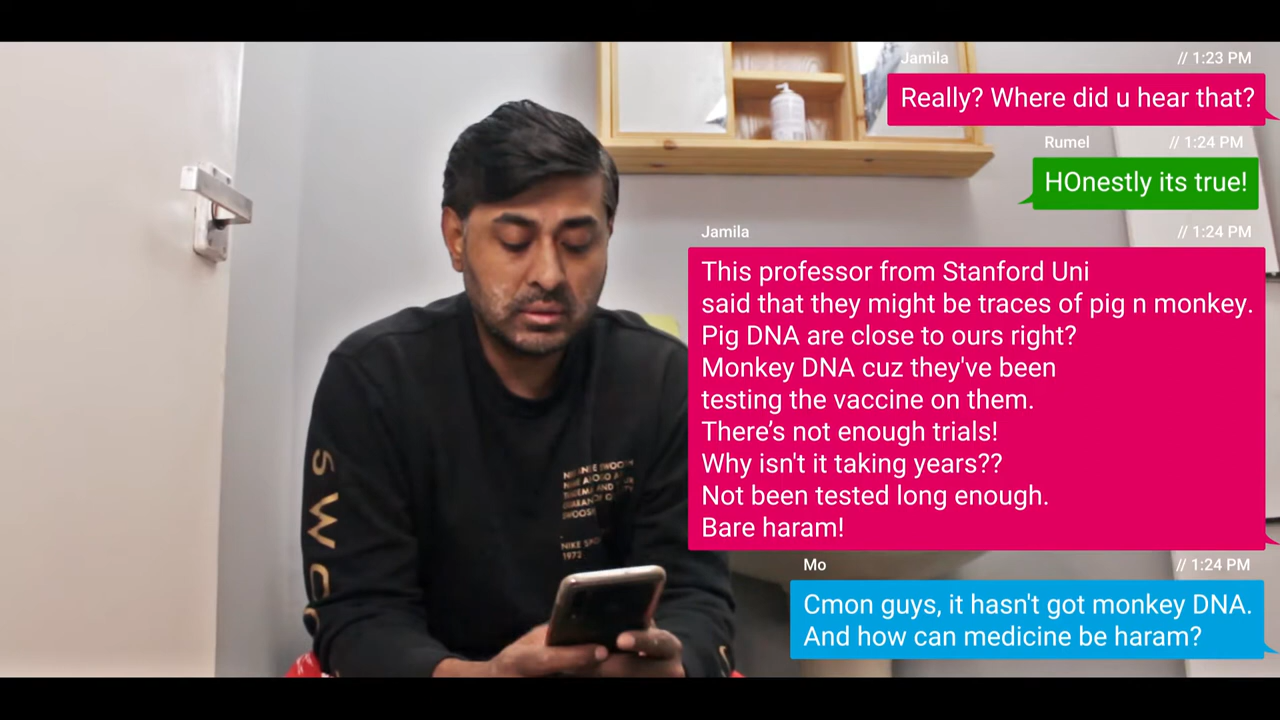 Jamila // 1:23 PM
Really? Where did u hear that?
Rumel // 1:24 PM
HOnestly its true!
Jamila // 1:24 PM
This professor from Stanford Uni
said that they might be traces of pig n monkey.
Pig DNA are close to ours right?
Monkey DNA cuz they've been
testing the vaccine on them.
There's not enough trials!
Why isn't it taking years??
Not been tested long enough.
Bare haram!
Mo // 1:24 PM
Cmon guys, it hasn't got monkey DNA.
And how can medicine be haram?
SWOO
NIKE
1972